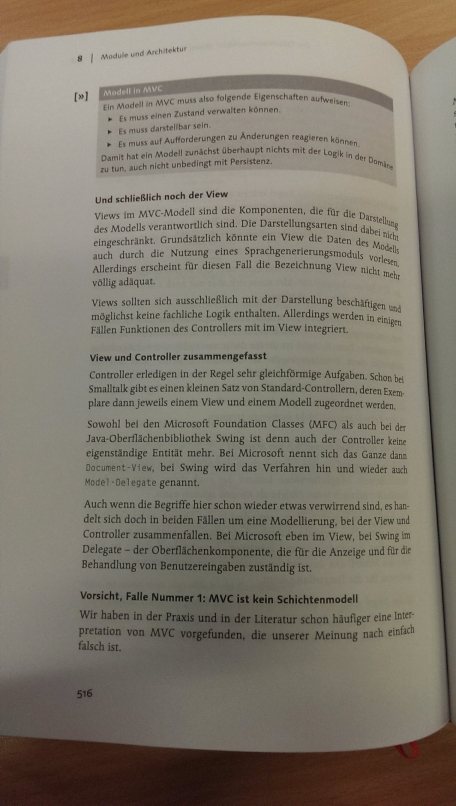 8 | Module und Architektur
[»]
Modell in MVC
Ein Modell in MVC muss also folgende Eigenschaften aufweisen:
▸ Es muss einen Zustand verwalten können.
▸ Es muss darstellbar sein.
▸ Es muss auf Aufforderungen zu Änderungen reagieren können.
Damit hat ein Modell zunächst überhaupt nichts mit der Logik in der Domäne
zu tun, auch nicht unbedingt mit Persistenz.
Und schließlich noch der View
Views im MVC-Modell sind die Komponenten, die für die Darstellung
des Modells verantwortlich sind. Die Darstellungsarten sind dabei nicht
eingeschränkt. Grundsätzlich könnte ein View die Daten des Modells
auch durch die Nutzung eines Sprachgenerierungsmoduls vorlesen.
Allerdings erscheint für diesen Fall die Bezeichnung View nicht mehr
völlig adäquat.
Views sollten sich ausschließlich mit der Darstellung beschäftigen und
möglichst keine fachliche Logik enthalten. Allerdings werden in einigen
Fällen Funktionen des Controllers mit im View integriert.
View und Controller zusammengefasst
Controller erledigen in der Regel sehr gleichförmige Aufgaben. Schon bei
Smalltalk gibt es einen kleinen Satz von Standard-Controllern, deren Exem-
plare dann jeweils einem View und einem Modell zugeordnet werden.
Sowohl bei den Microsoft Foundation Classes (MFC) als auch bei der
Java-Oberflächenbibliothek Swing ist denn auch der Controller keine
eigenständige Entität mehr. Bei Microsoft nennt sich das Ganze dann
Document-View, bei Swing wird das Verfahren hin und wieder auch
Model-Delegate genannt.
Auch wenn die Begriffe hier schon wieder etwas verwirrend sind, es han-
delt sich doch in beiden Fällen um eine Modellierung, bei der View und
Controller zusammenfallen. Bei Microsoft eben im View, bei Swing im
Delegate – der Oberflächenkomponente, die für die Anzeige und für die
Behandlung von Benutzereingaben zuständig ist.
Vorsicht, Falle Nummer 1: MVC ist kein Schichtenmodell
Wir haben in der Praxis und in der Literatur schon häufiger eine Inter-
pretation von MVC vorgefunden, die unserer Meinung nach einfach
falsch ist.
516